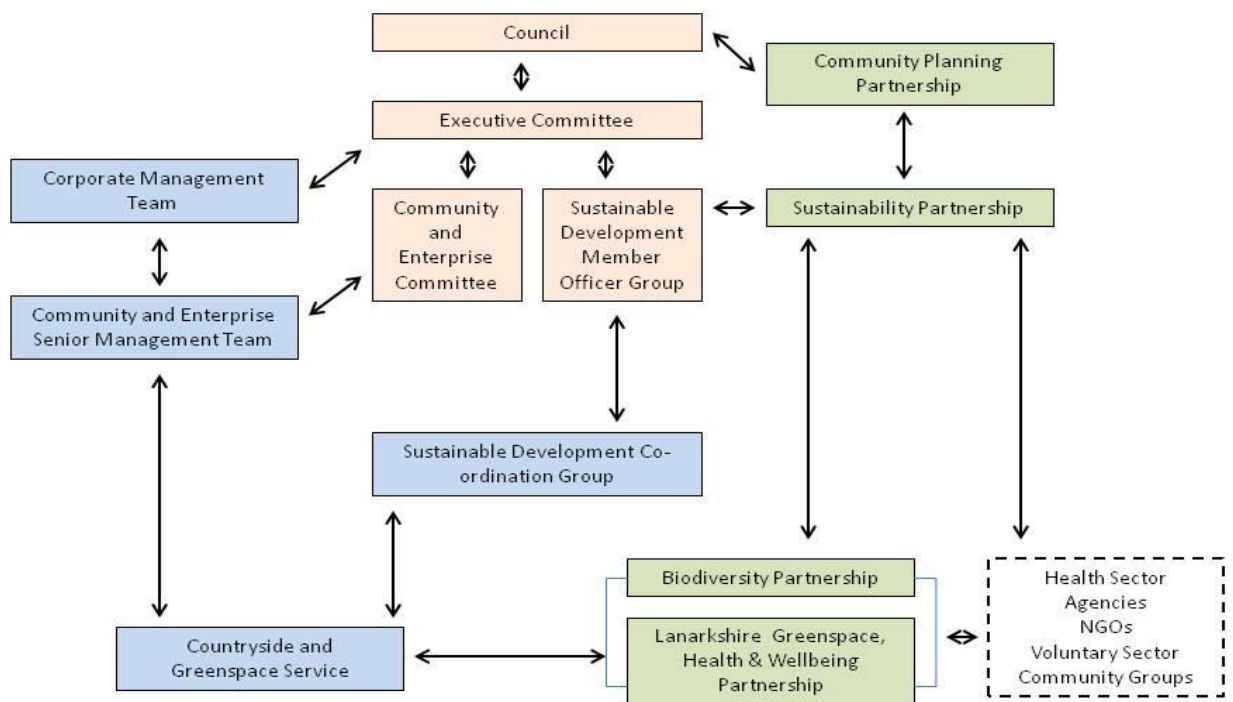 Council
Community Planning
Partnership
Executive Committee
Corporate Management
Team
Community
and
Enterprise
Committee
Sustainable
Development
Member
Officer Group
Sustainability Partnership
Community and Enterprise
Senior Management Team
Sustainable Development Co-
ordination Group
Biodiversity Partnership
Health Sector
Agencies
NGOs
Voluntary Sector
Community Groups
Countryside and
Greenspace Service
Lanarkshire Greenspace,
Health & Wellbeing
Partnership